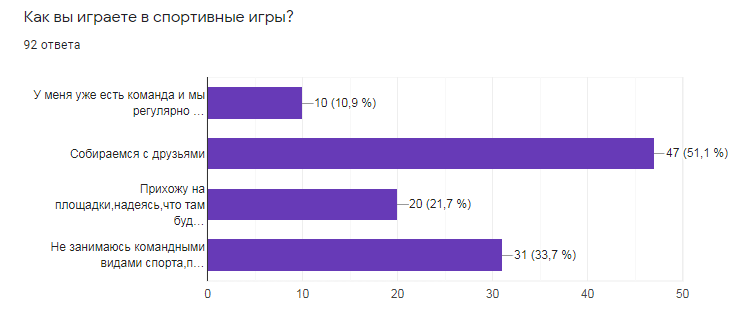 Как вы играете в спортивные игры?
92 ответа
У меня уже есть команда и мы
регулярно …
10 (10,9 %)
Собираемся с друзьями
47 (51,1 %)
Прихожу на
площадки,надеясь,что там
буд…
20 (21,7 %)
Не занимаюсь командными
видами спорта,п…
31 (33,7 %)
0 10 20 30 40 50